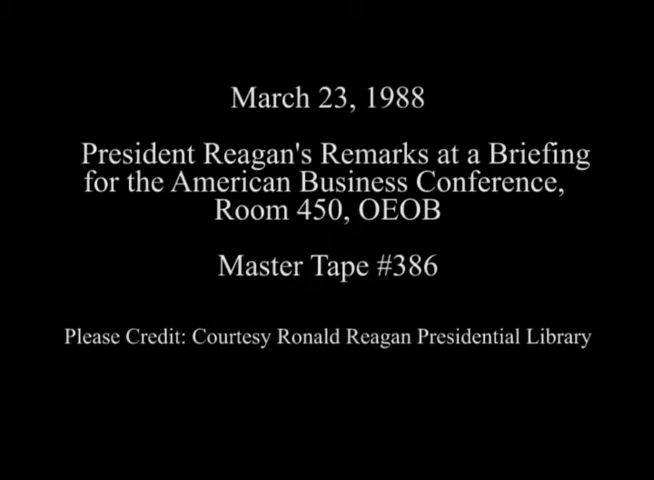 March 23, 1988
President Reagan's Remarks at a Briefing
for the American Business Conference,
Room 450, OEOB
Master Tape #386
Please Credit: Courtesy Ronald Reagan Presidential Library